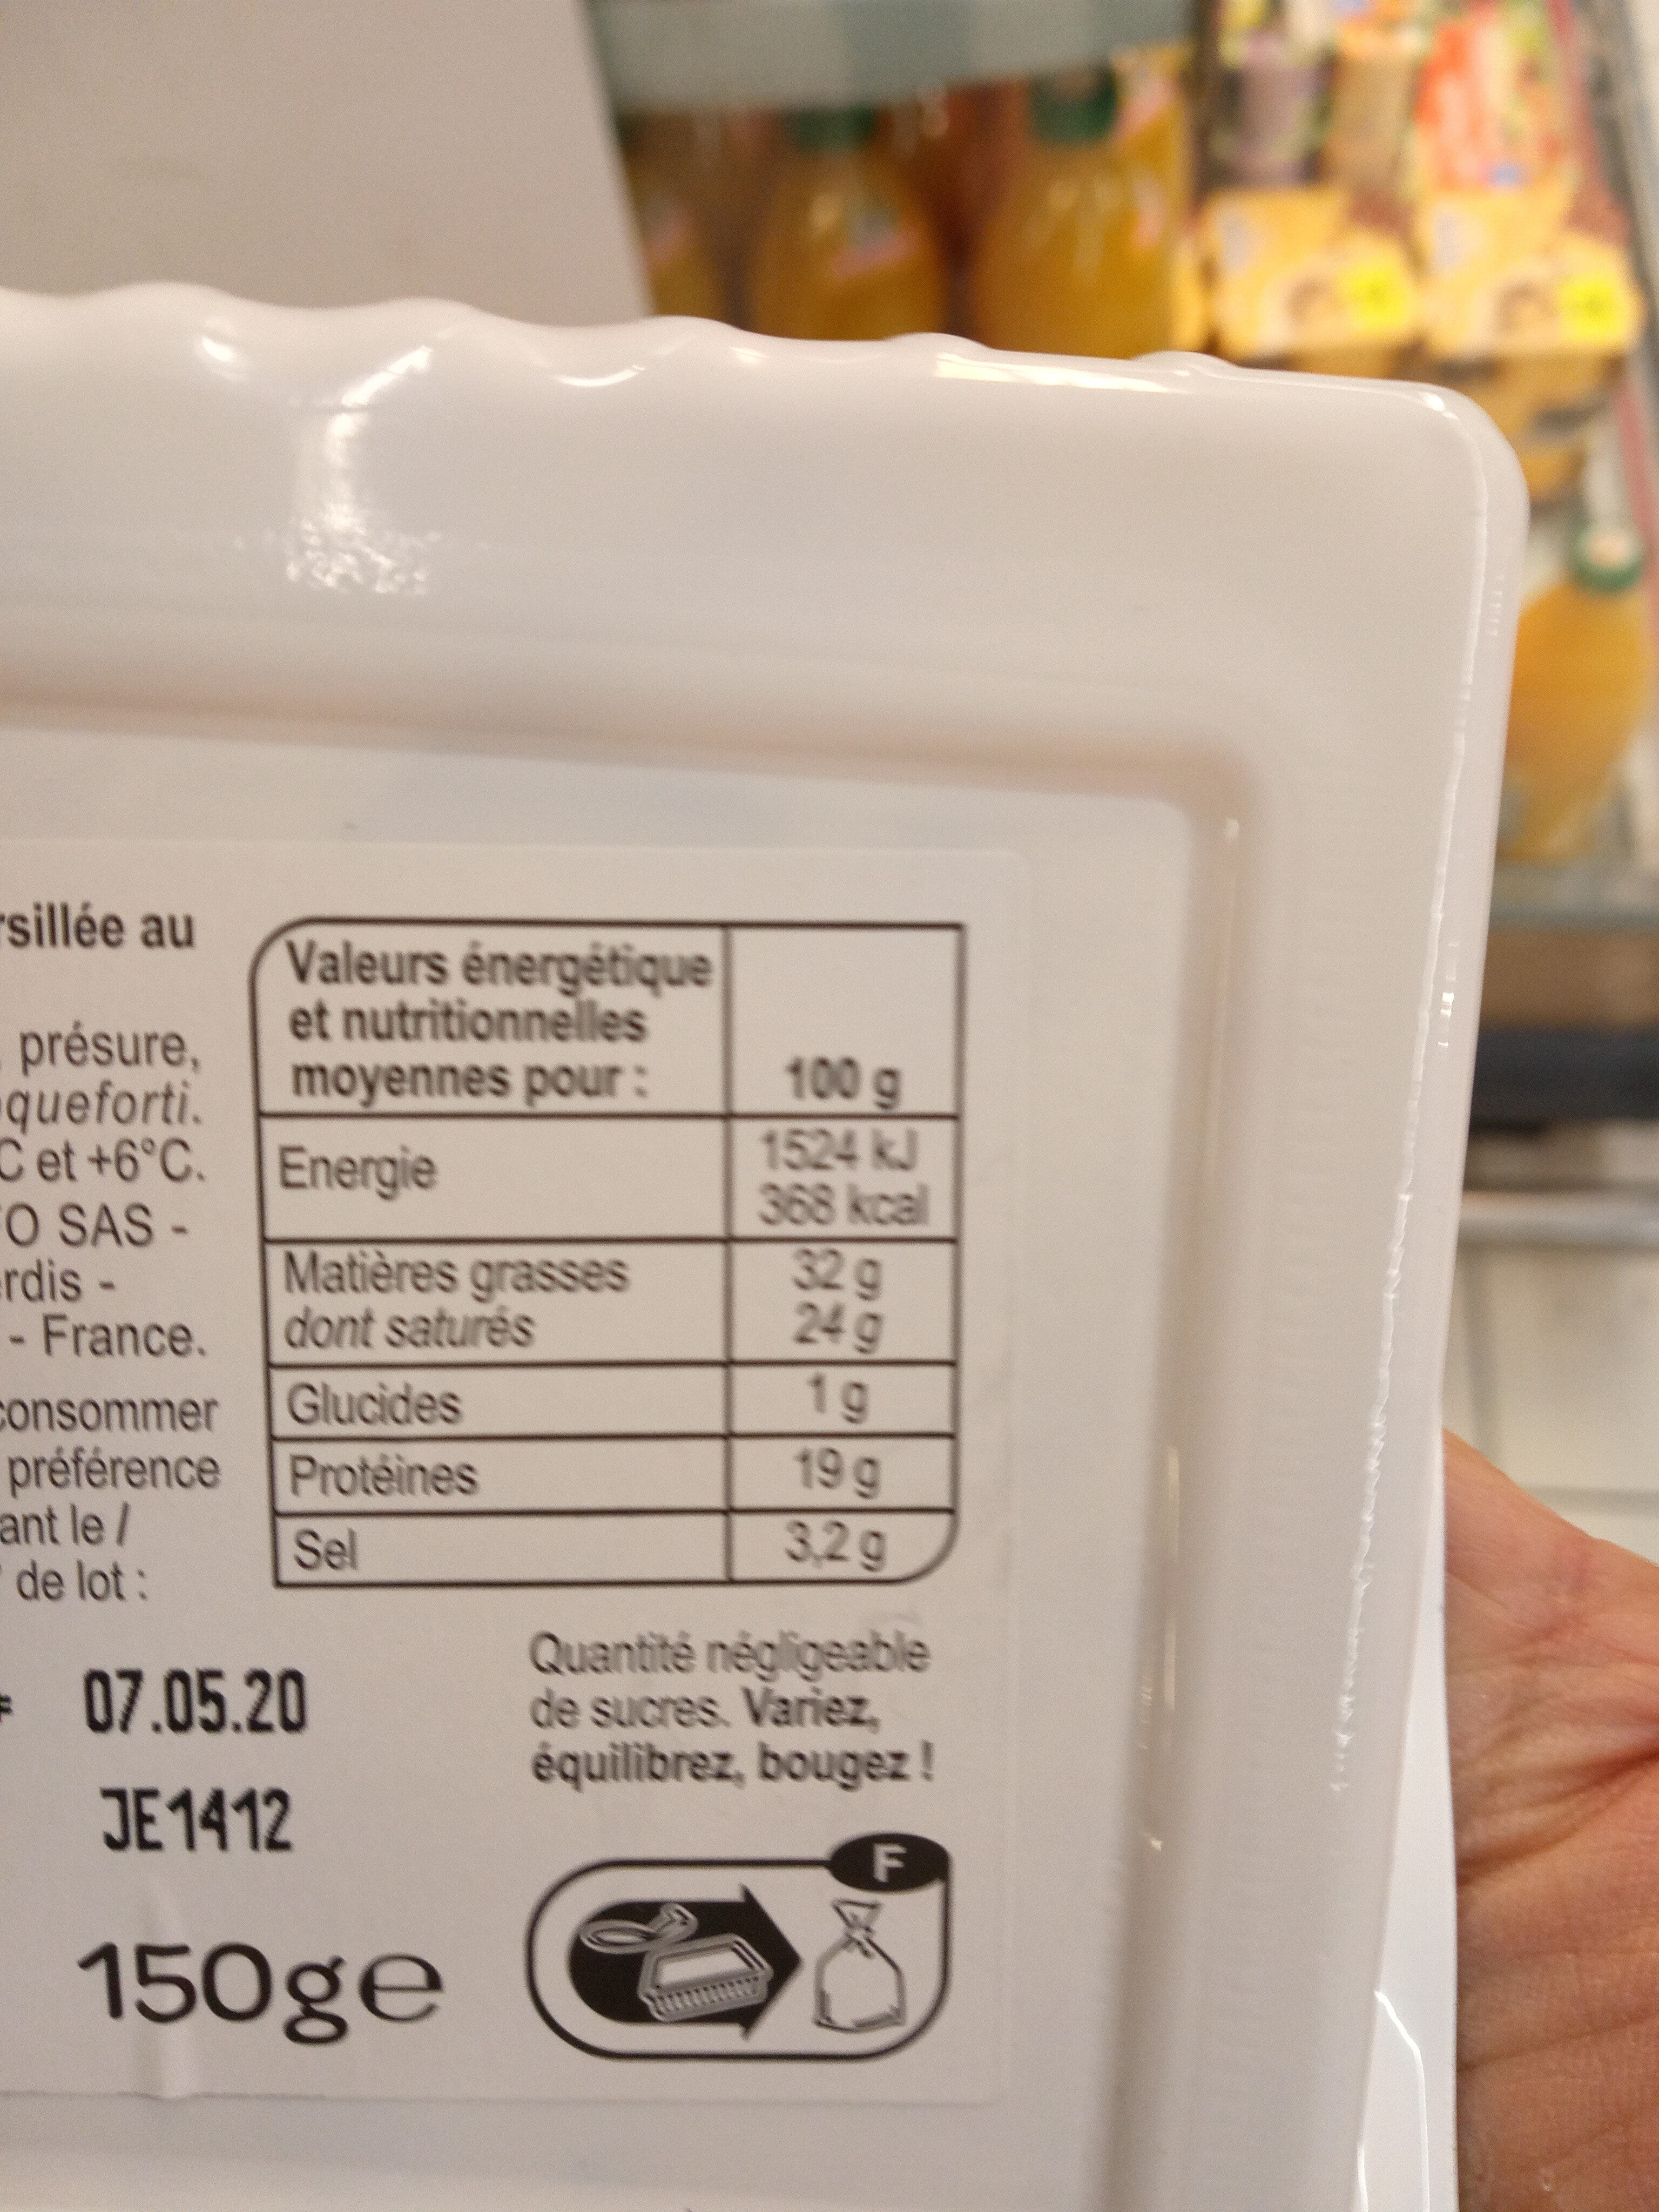 rsillée au
présure,
queforti.
C et +6°C.
O SAS -
rdis -
- France.
consommer
préférence
ant le /
de lot :
07.05.20
JE1412
150ge
Valeurs énergétique
et nutritionnelles
moyennes pour : 100 g
Energie 1524 kJ
368 kcal
Matières grasses 32 g
dont saturés 24 g
Glucides 1 g
Protéines 19 g
Sel 3,2 g
Quantité négligeable
de sucres. Variez,
équilibrez, bougez !
F